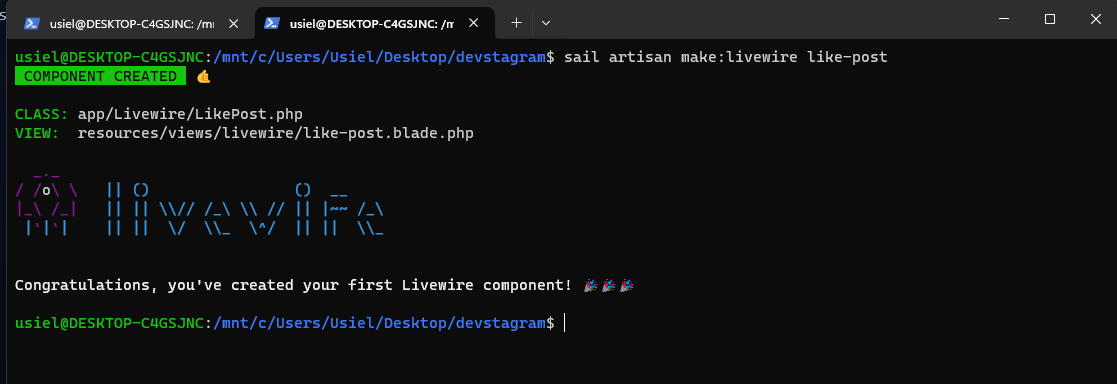 usiel@DESKTOP-C4GSJNC: /mnt
usiel@DESKTOP-C4GSJNC: /m
usiel@DESKTOP-C4GSJNC:/mnt/c/Users/Usiel/Desktop/devstagram$ sail artisan make:livewire like-post
COMPONENT CREATED 🤙
CLASS: app/Livewire/LikePost.php
VIEW:  resources/views/livewire/like-post.blade.php
  _._
/ /o\ \   || ()                ()  __
|_\ /_|   || || \\// /_\ \\ // || |~~ /_\
 |`|`|    || ||  \/  \\_  \^/  || ||  \\_
Congratulations, you've created your first Livewire component! 🎉🎉🎉
usiel@DESKTOP-C4GSJNC:/mnt/c/Users/Usiel/Desktop/devstagram$